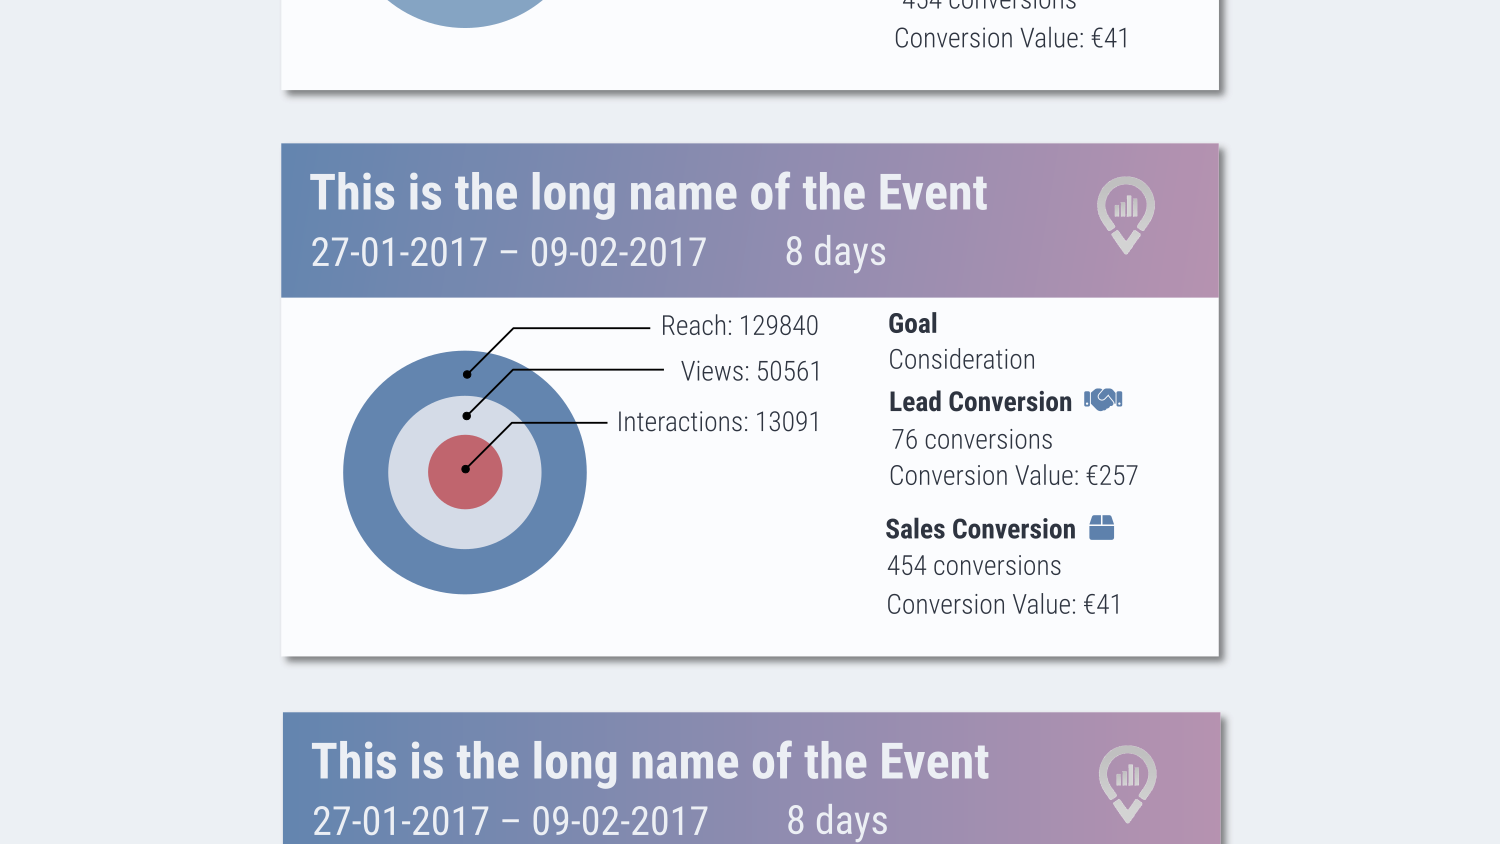 454 conversions
Conversion Value: €41
This is the long name of the Event
27-01-2017 – 09-02-2017 8 days
Reach: 129840
Views: 50561
Interactions: 13091
Goal
Consideration
Lead Conversion
76 conversions
Conversion Value: €257
Sales Conversion
454 conversions
Conversion Value: €41
This is the long name of the Event
27-01-2017 – 09-02-2017 8 days